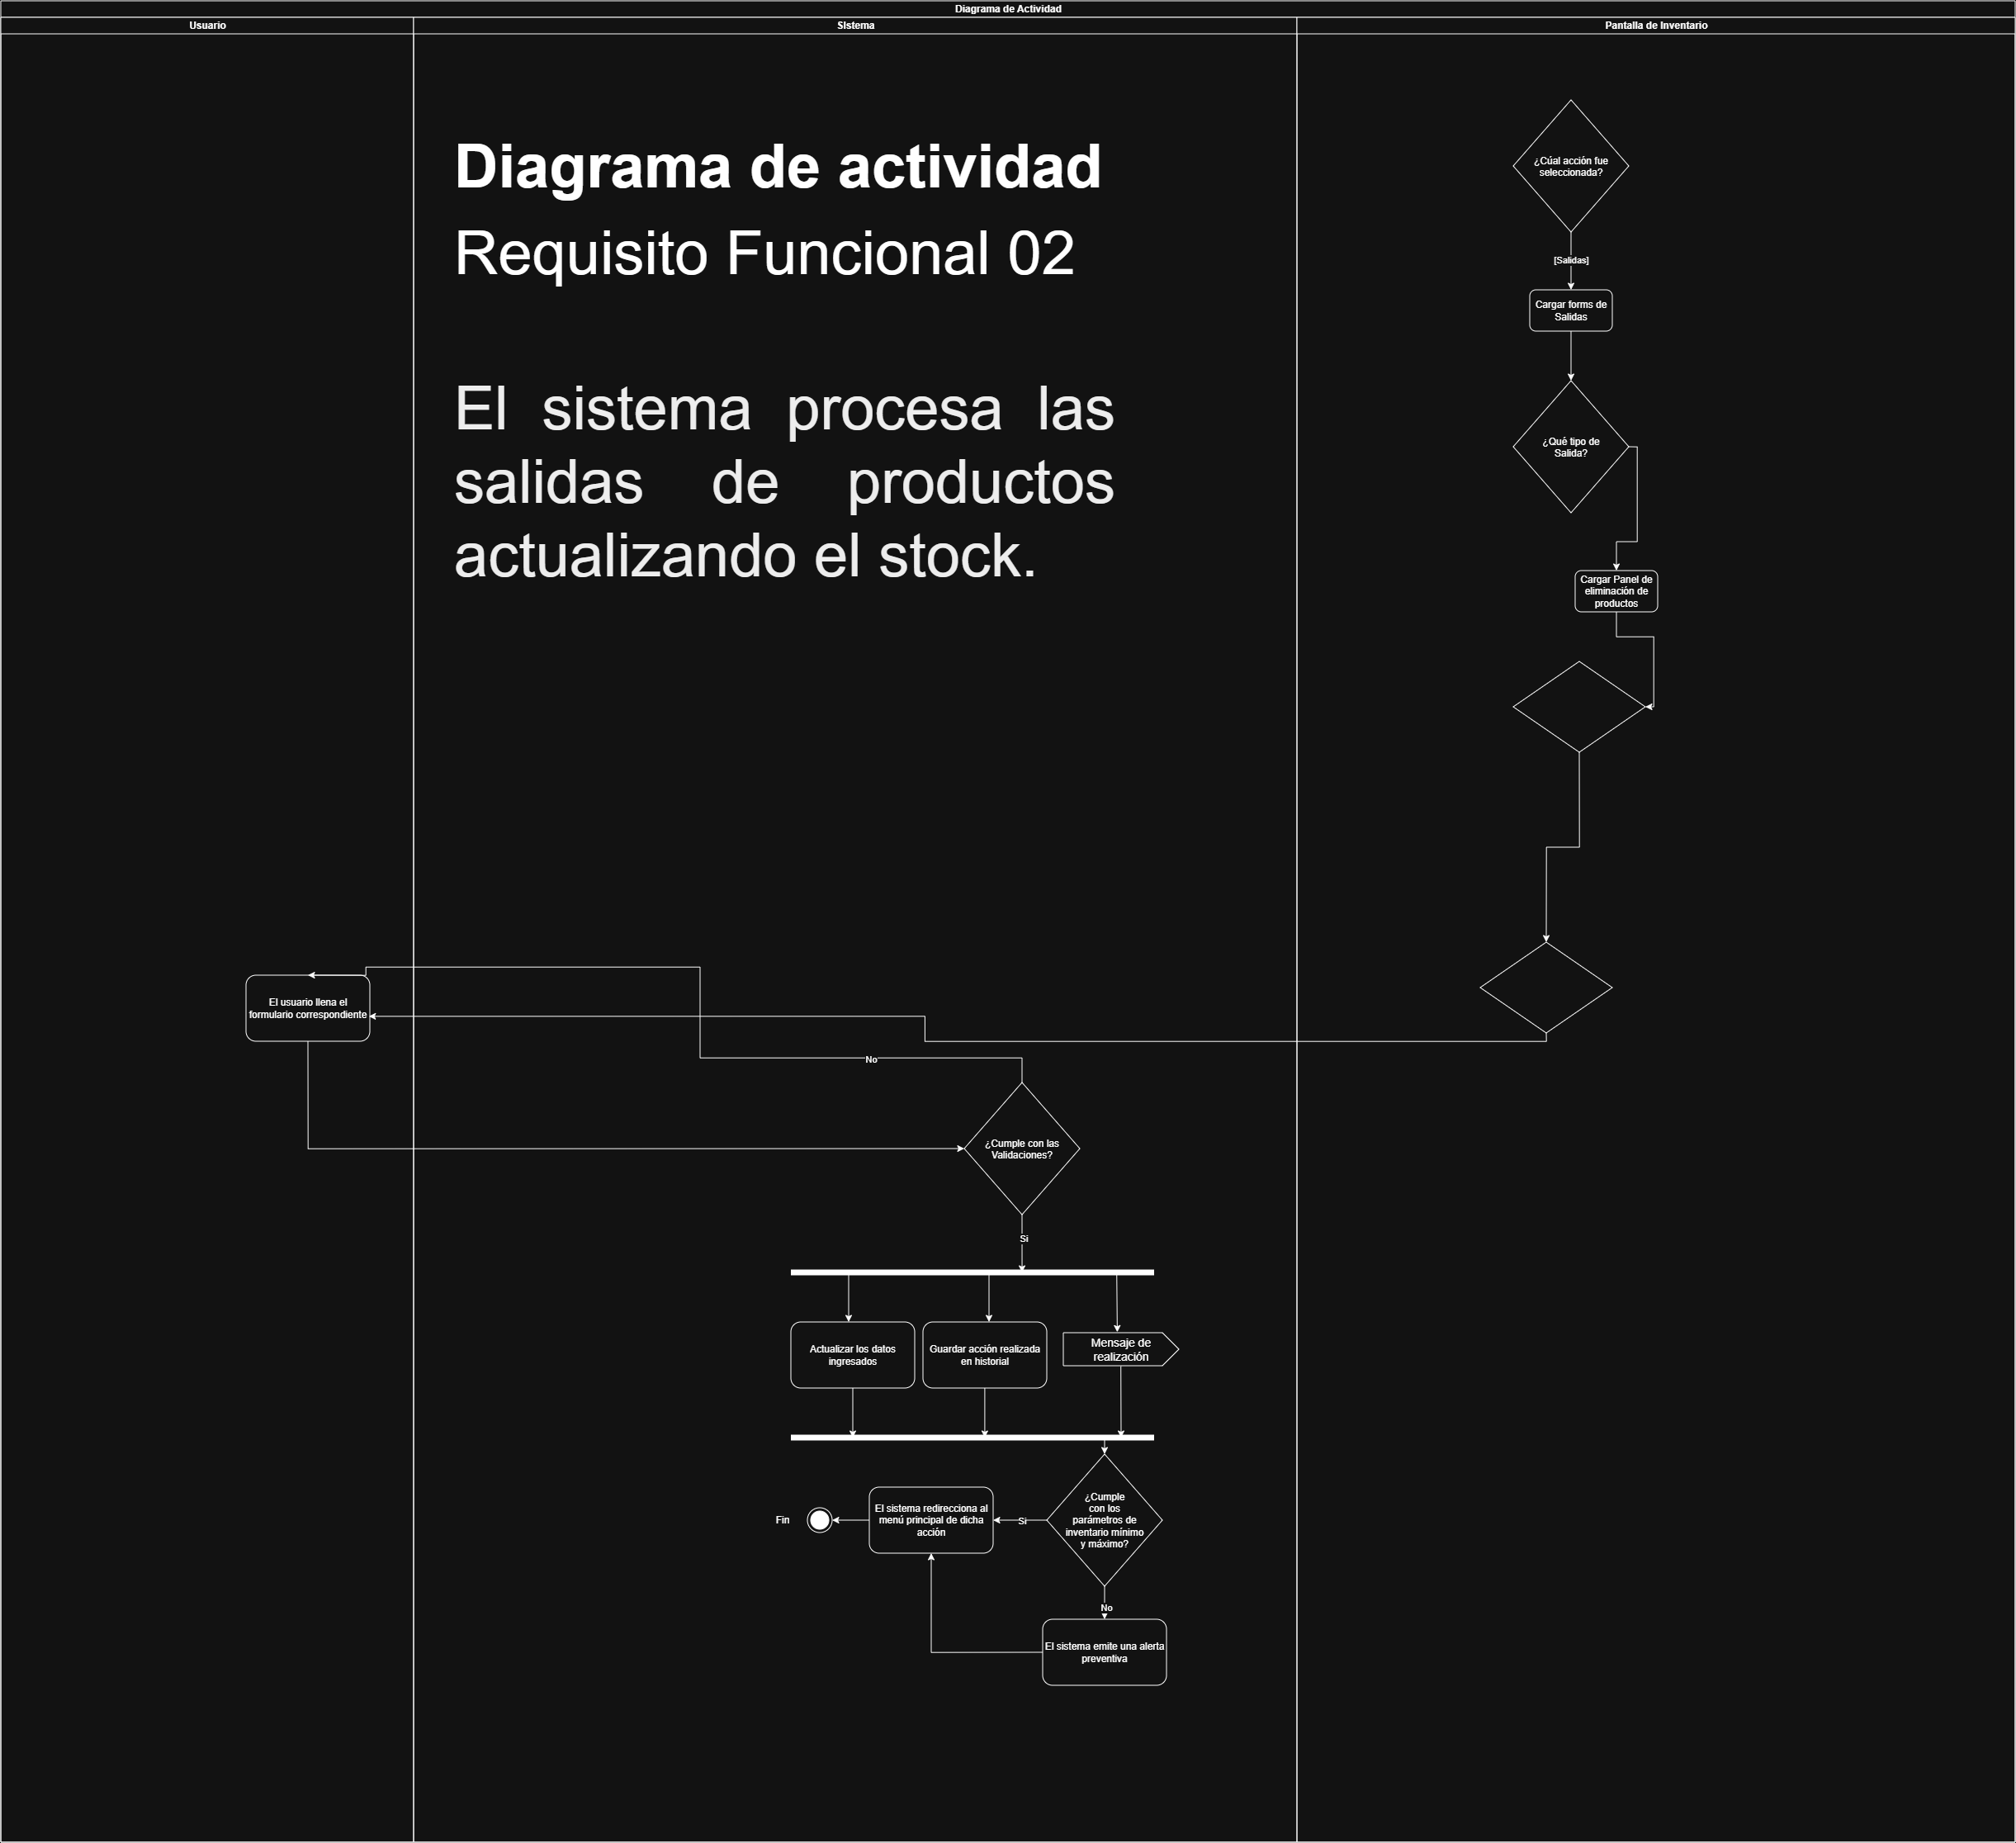 Diagrama de Actividad
Usuario
SIstema
Pantalla de Inventario
Diagrama de actividad
Requisito Funcional 02
El sistema procesa las
salidas de productos
actualizando el stock.
¿Cúal acción fue
seleccionada?
[Salidas]
Cargar forms de
Salidas
¿Qué tipo de
Salida?
Cargar Panel de
eliminación de
productos
El usuario llena el
formulario correspondiente
No
¿Cumple con las
Validaciones?
Si
Actualizar los datos
ingresados
Guardar acción realizada
en historial
Mensaje de
realización
¿Cumple
con los
parámetros de
inventario mínimo
y máximo?
Si
El sistema redirecciona al
menú principal de dicha
acción
Fin
No
El sistema emite una alerta
preventiva